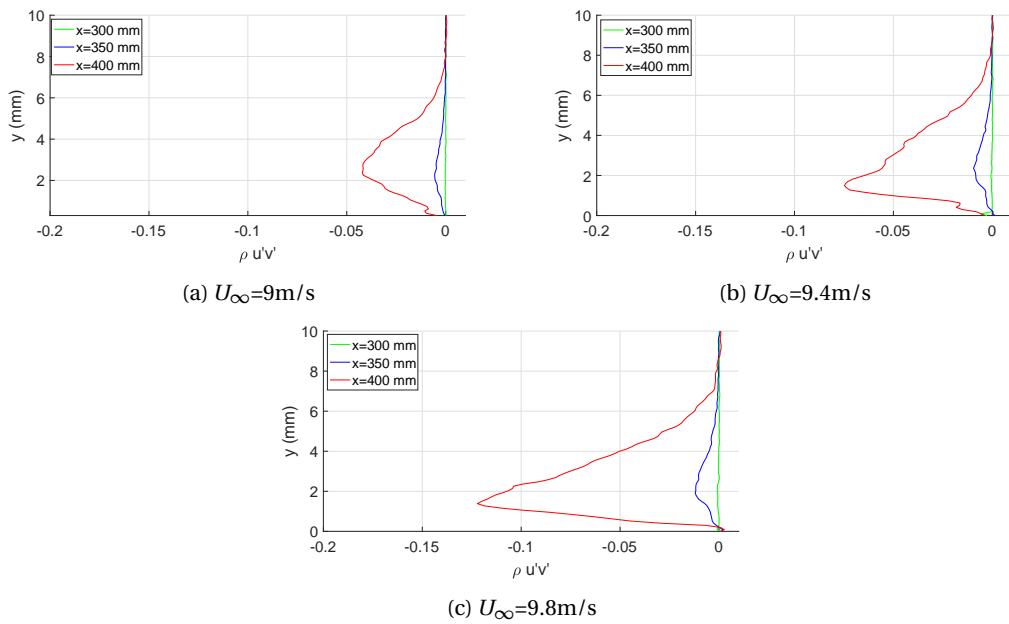 10
8
6
4
2
y (mm)
x=300 mm
x=350 mm
x=400 mm
-0.2 -0.15 -0.1 -0.05 0
ρ u'v'
(a) U∞=9m/s
10
8
6
4
2
0
y (mm)
x=300 mm
x=350 mm
x=400 mm
-0.2 -0.15 -0.1 -0.05 0
ρ u'v'
(b) U∞=9.4m/s
10
8
6
4
2
0
y (mm)
x=300 mm
x=350 mm
x=400 mm
-0.2 -0.15 -0.1 -0.05 0
ρ u'v'
(c) U∞=9.8m/s